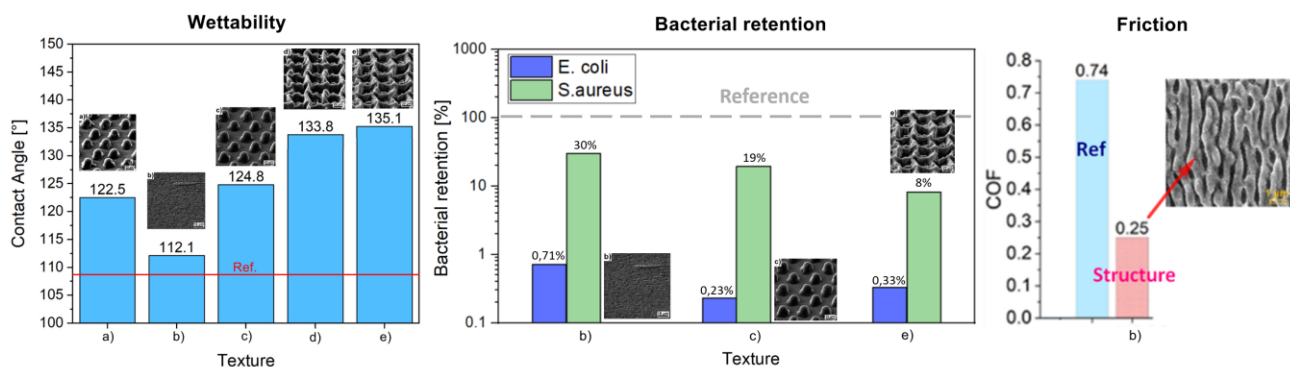 Wettability
150
145
140
135
130
125
120
115
110
105
100
Contact Angle [°]
122.5
112.1
124.8
133.8
135.1
Ref.
a)
b)
c)
d)
e)
a)
b)
c)
d)
e)
Texture
Bacterial retention
1000
100
10
1
0.1
Bacterial retention [%]
E. coli
S.aureus
Reference
0,71%
30%
0,23%
19%
0,33%
8%
b)
c)
e)
b)
c)
e)
Texture
Friction
0.8
0.7
0.6
0.5
0.4
0.3
0.2
0.1
0.0
COF
0.74
Ref
0.25
Structure
b)